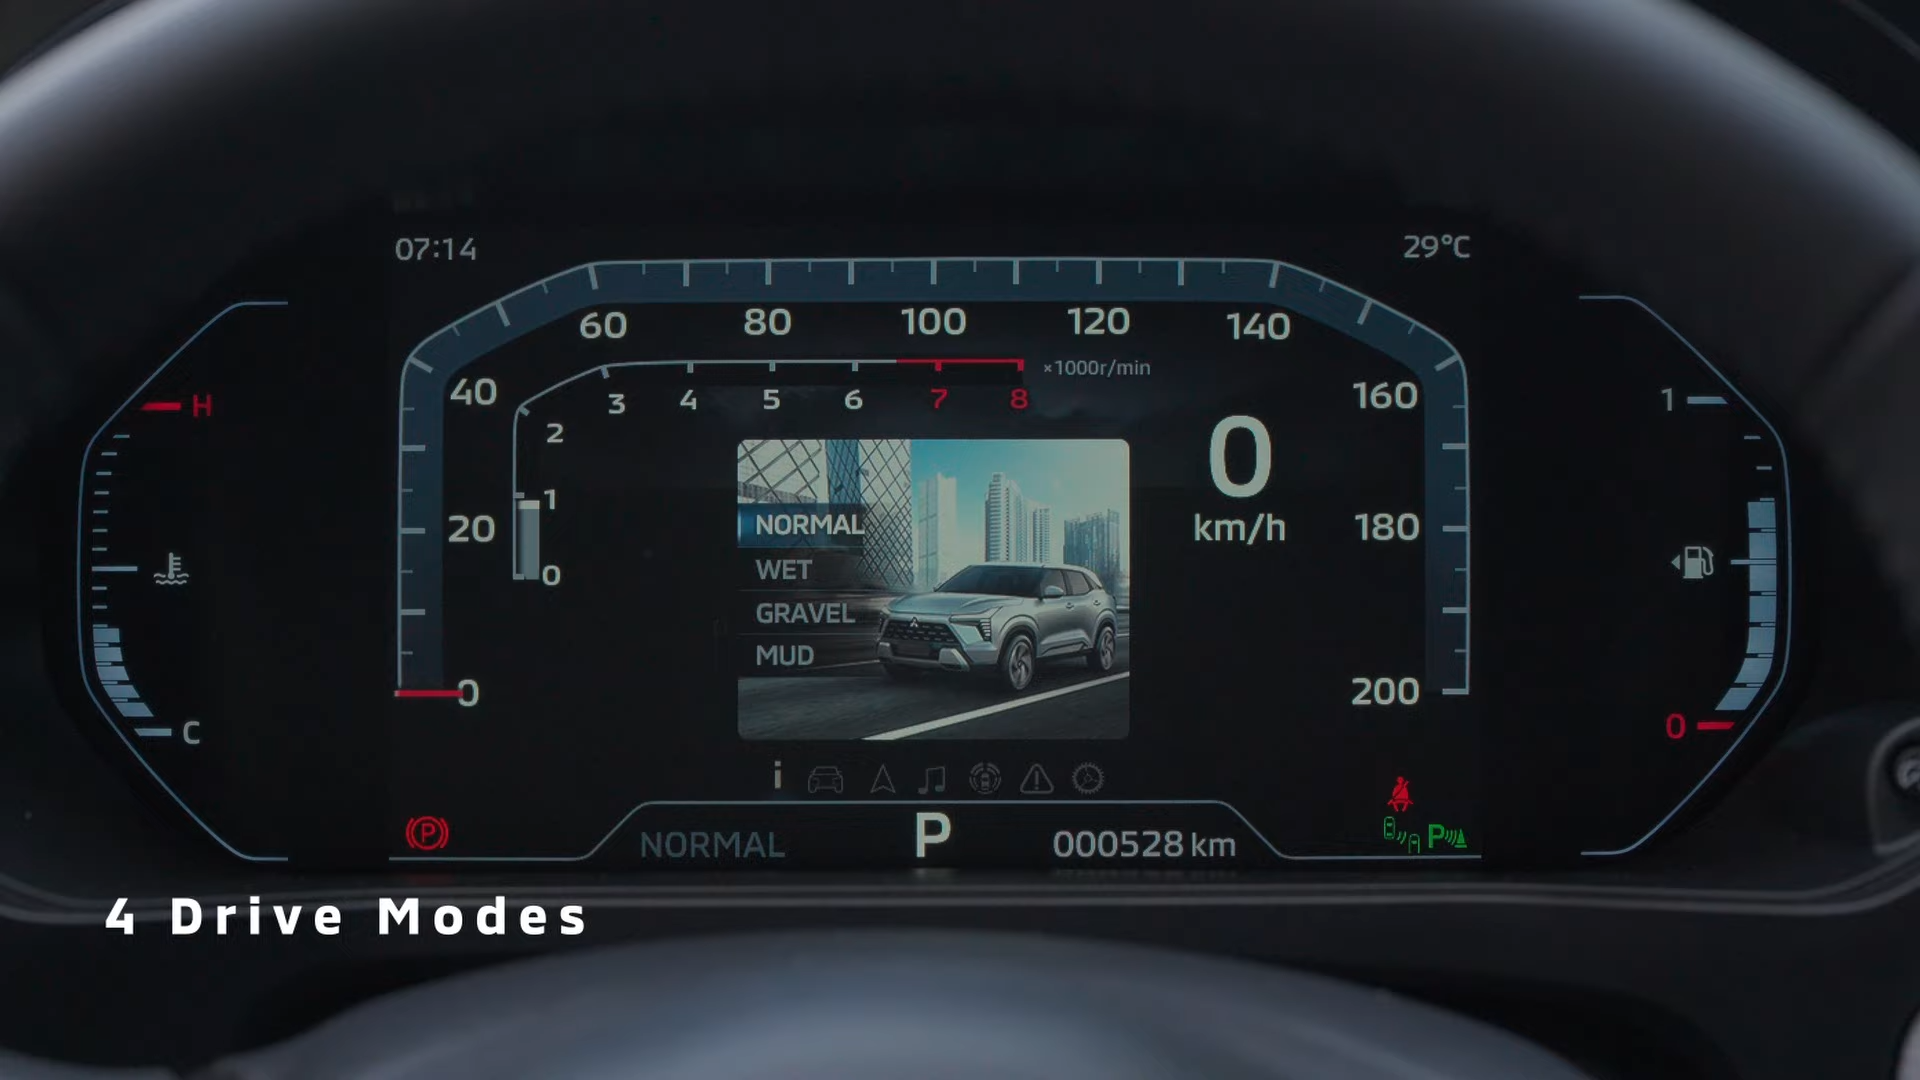 07:14
29°C
60 80 100 120 140
×1000r/min
40
160
H
1
3 4 5 6 7 8
2
0
km/h
1
NORMAL
20
180
WET
0
GRAVEL
MUD
0
200
C
0
i
P
NORMAL
P
000528 km
P
4 Drive Modes